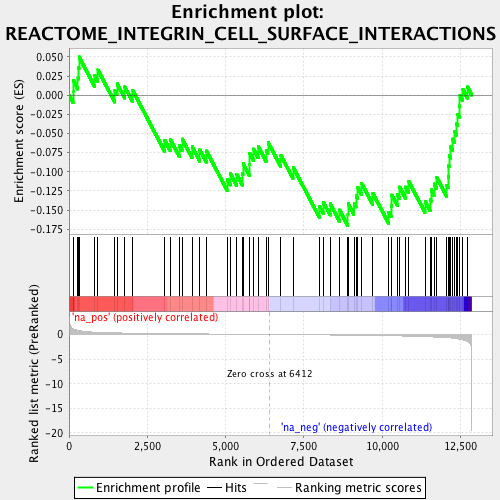 Enrichment plot:
REACTOME_INTEGRIN_CELL_SURFACE_INTERACTIONS
Enrichment score (ES)
0.050
0.025
0.000
-0.025
-0.050
-0.075
-0.100
-0.125
-0.150
-0.175
'na_pos' (positively correlated)
Ranked list metric (PreRanked)
0
-5
-10
-15
-20
Zero cross at 6412
'na_neg' (negatively correlated)
0
2,500
5,000
7,500
10,000
12,500
Rank in Ordered Dataset
Enrichment profile
Hits
Ranking metric scores